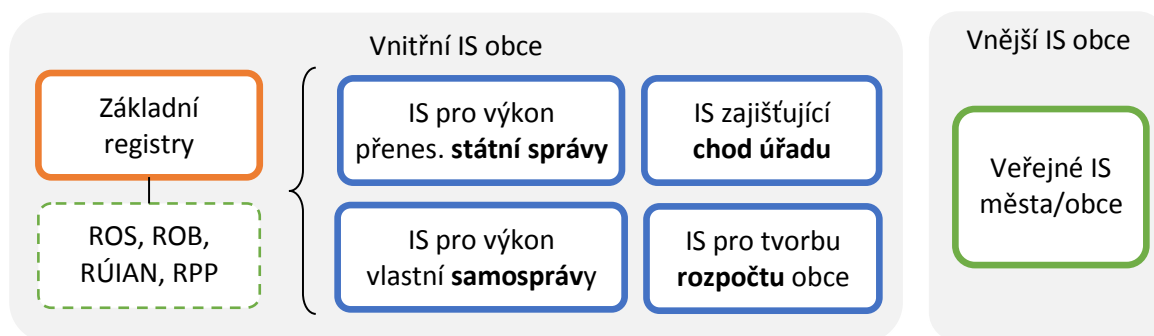 Vnitřní IS obce
Základní
registry
ROS, ROB,
RÚIAN, RPP
IS pro výkon
přenes. státní správy
IS zajišťující
chod úřadu
IS pro výkon
vlastní samosprávy
IS pro tvorbu
rozpočtu obce
Vnější IS obce
Veřejné IS
města/obce